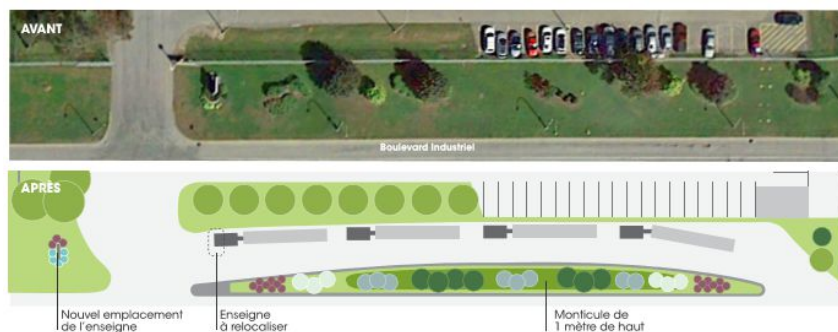 AVANT
Boulevard Industriel
APRÈS
Nouvel emplacement
de l'enseigne
Enseigne
à relocaliser
Monticule de
1 mètre de haut